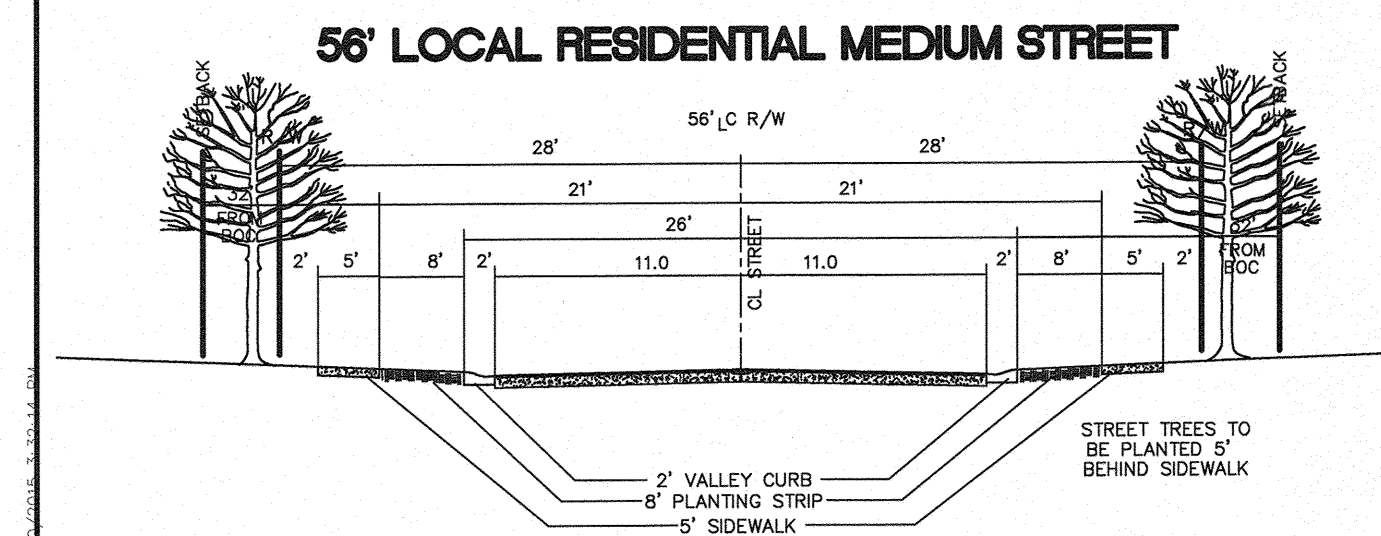 56' LOCAL RESIDENTIAL MEDIUM STREET
SETBACK
SETBACK
56' LC R/W
R/W
R/W
28'
28'
21'
21'
FROM
BOC
26'
FROM
BOC
2'
5'
8'
2'
11.0
11.0
2'
8'
5'
2'
CL STREET
STREET TREES TO
BE PLANTED 5'
BEHIND SIDEWALK
2' VALLEY CURB
8' PLANTING STRIP
5' SIDEWALK